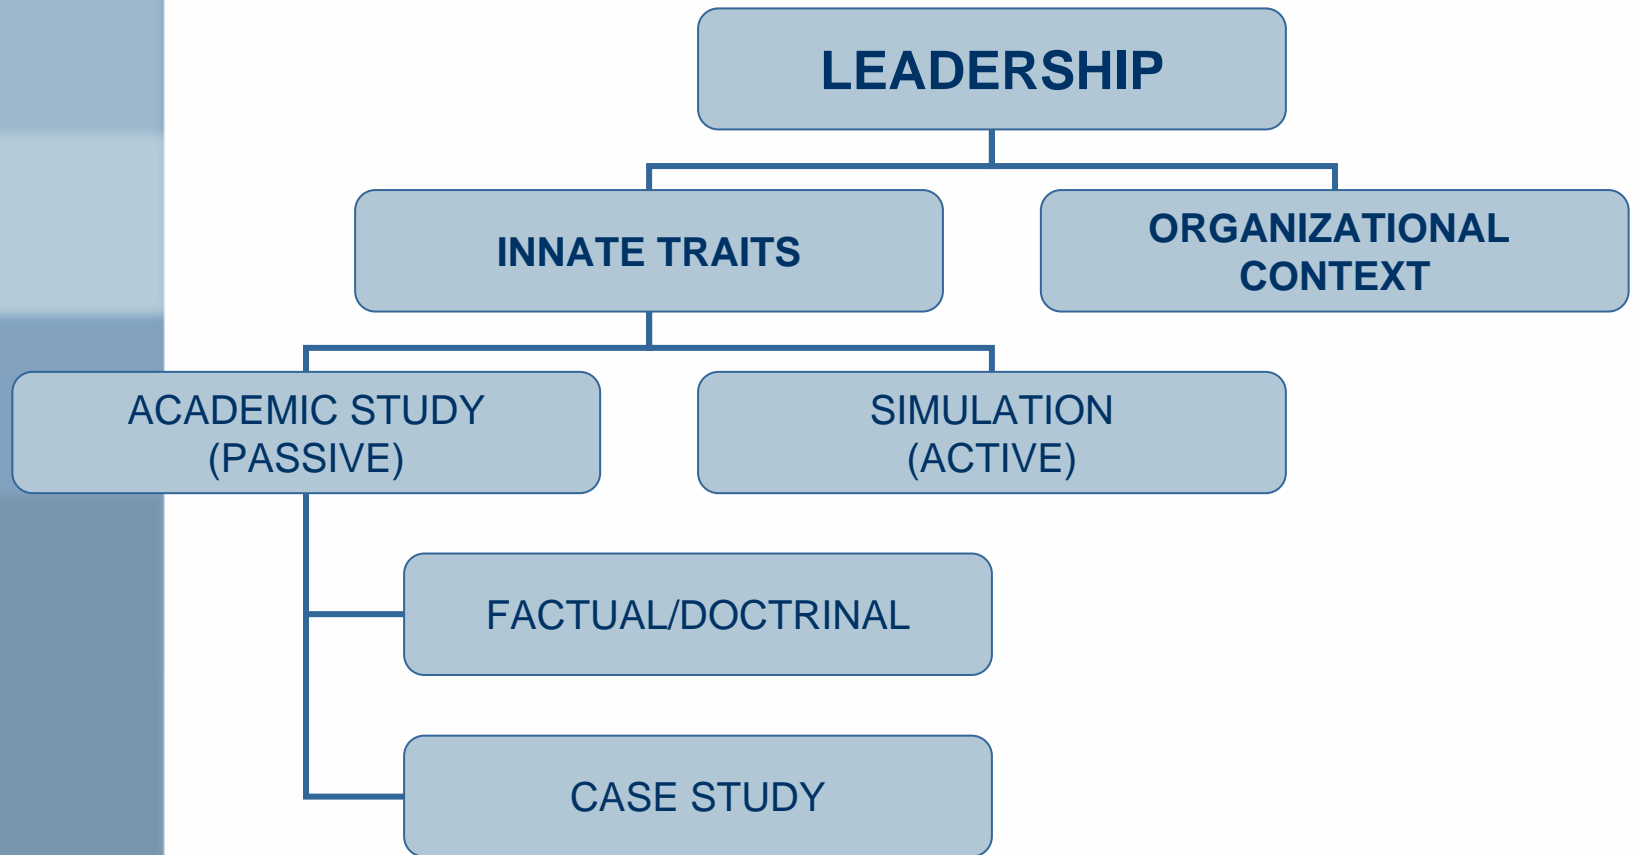 LEADERSHIP
INNATE TRAITS
ORGANIZATIONAL
CONTEXT
ACADEMIC STUDY
(PASSIVE)
SIMULATION
(ACTIVE)
FACTUAL/DOCTRINAL
CASE STUDY